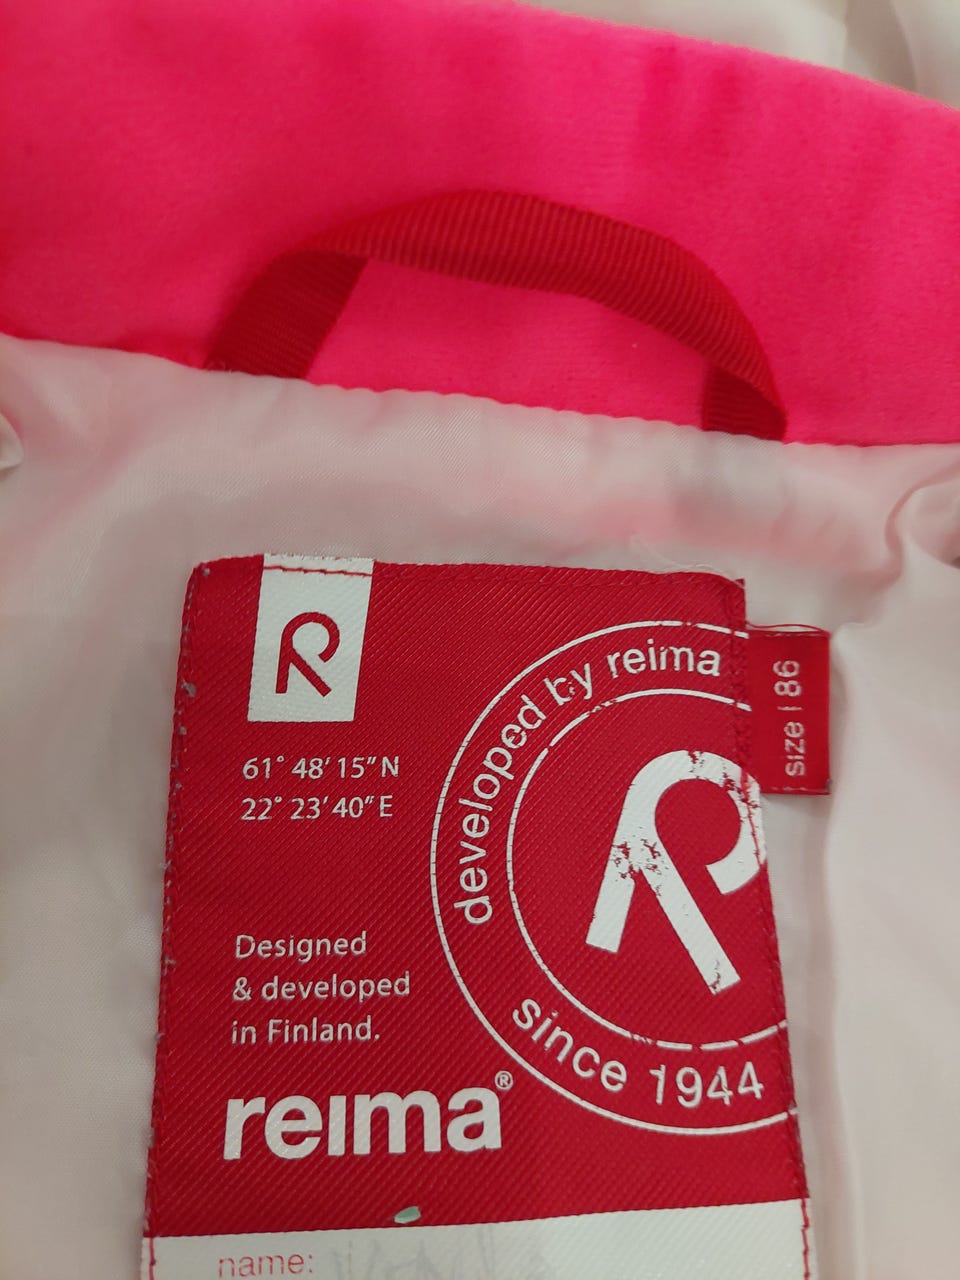 61° 48' 15" N
22° 23' 40" E
developed by reima
since 1944
size | 86
Designed
& developed
in Finland.
reima®
name: